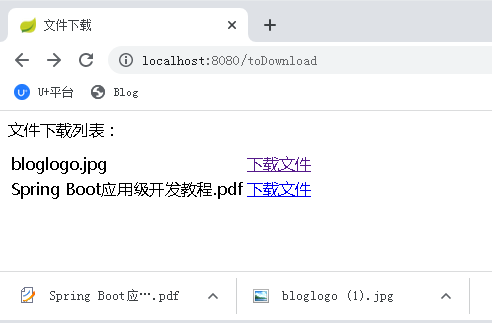 文件下载
localhost:8080/toDownload
U+平台 Blog
文件下载列表：
bloglogo.jpg 下载文件
Spring Boot应用级开发教程.pdf 下载文件
Spring Boot应….pdf bloglogo (1).jpg